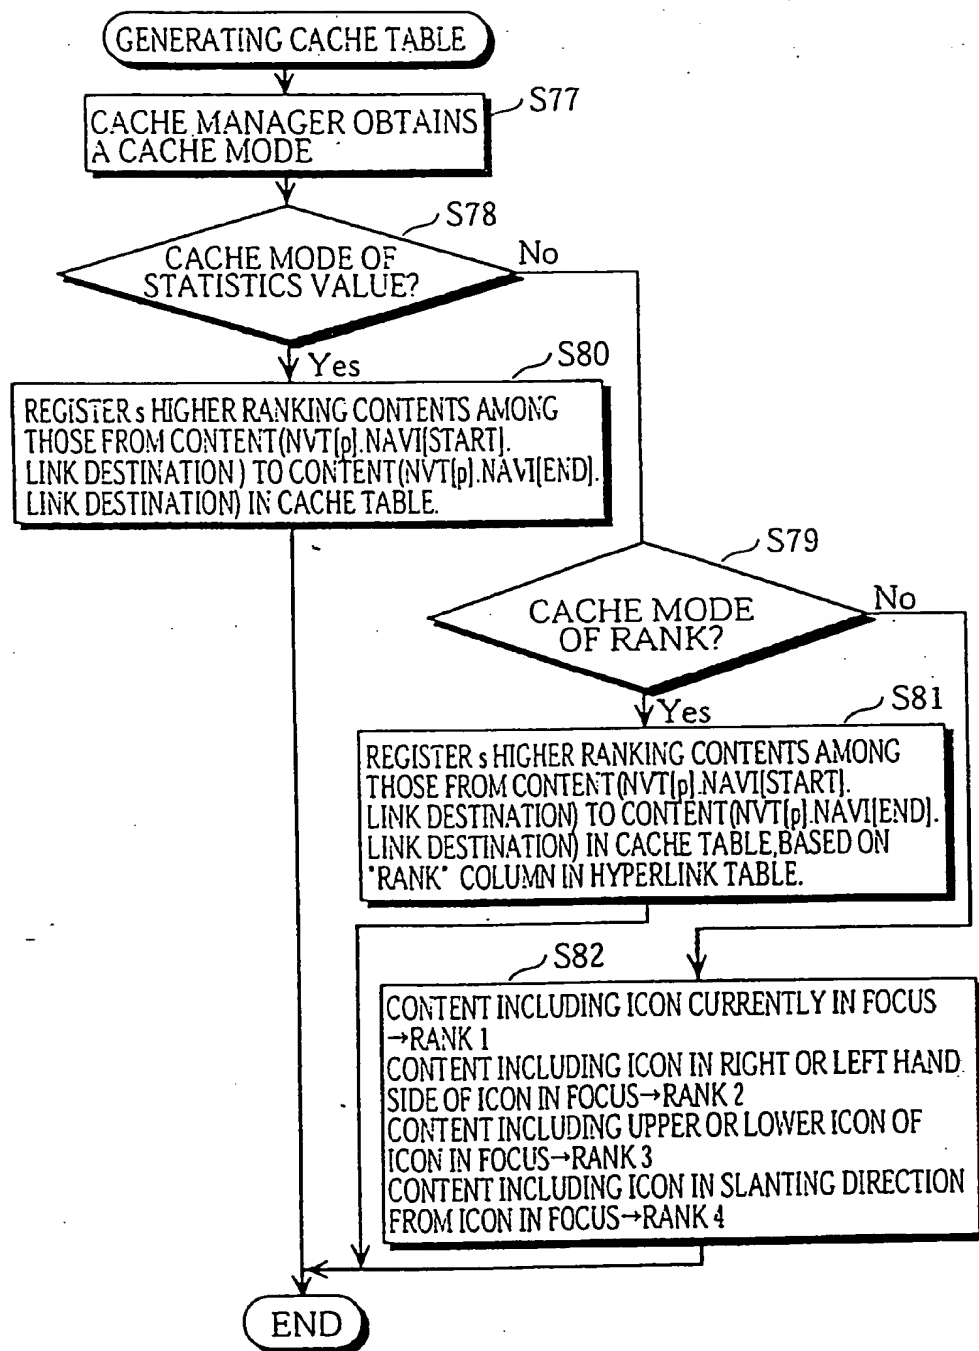 GENERATING CACHE TABLE
S77
CACHE MANAGER OBTAINS
A CACHE MODE
S78
CACHE MODE OF
STATISTICS VALUE?
No
Yes
S80
REGISTER s HIGHER RANKING CONTENTS AMONG
THOSE FROM CONTENT(NVT[p].NAVI[START].
LINK DESTINATION ) TO CONTENT(NVT[p].NAVI[END].
LINK DESTINATION) IN CACHE TABLE.
S79
CACHE MODE
OF RANK?
No
Yes
S81
REGISTER s HIGHER RANKING CONTENTS AMONG
THOSE FROM CONTENT(NVT[p].NAVI[START].
LINK DESTINATION) TO CONTENT(NVT[p].NAVI[END].
LINK DESTINATION) IN CACHE TABLE,BASED ON
"RANK" COLUMN IN HYPERLINK TABLE.
S82
CONTENT INCLUDING ICON CURRENTLY IN FOCUS
→RANK 1
CONTENT INCLUDING ICON IN RIGHT OR LEFT HAND
SIDE OF ICON IN FOCUS→RANK 2
CONTENT INCLUDING UPPER OR LOWER ICON OF
ICON IN FOCUS→RANK 3
CONTENT INCLUDING ICON IN SLANTING DIRECTION
FROM ICON IN FOCUS→RANK 4
END